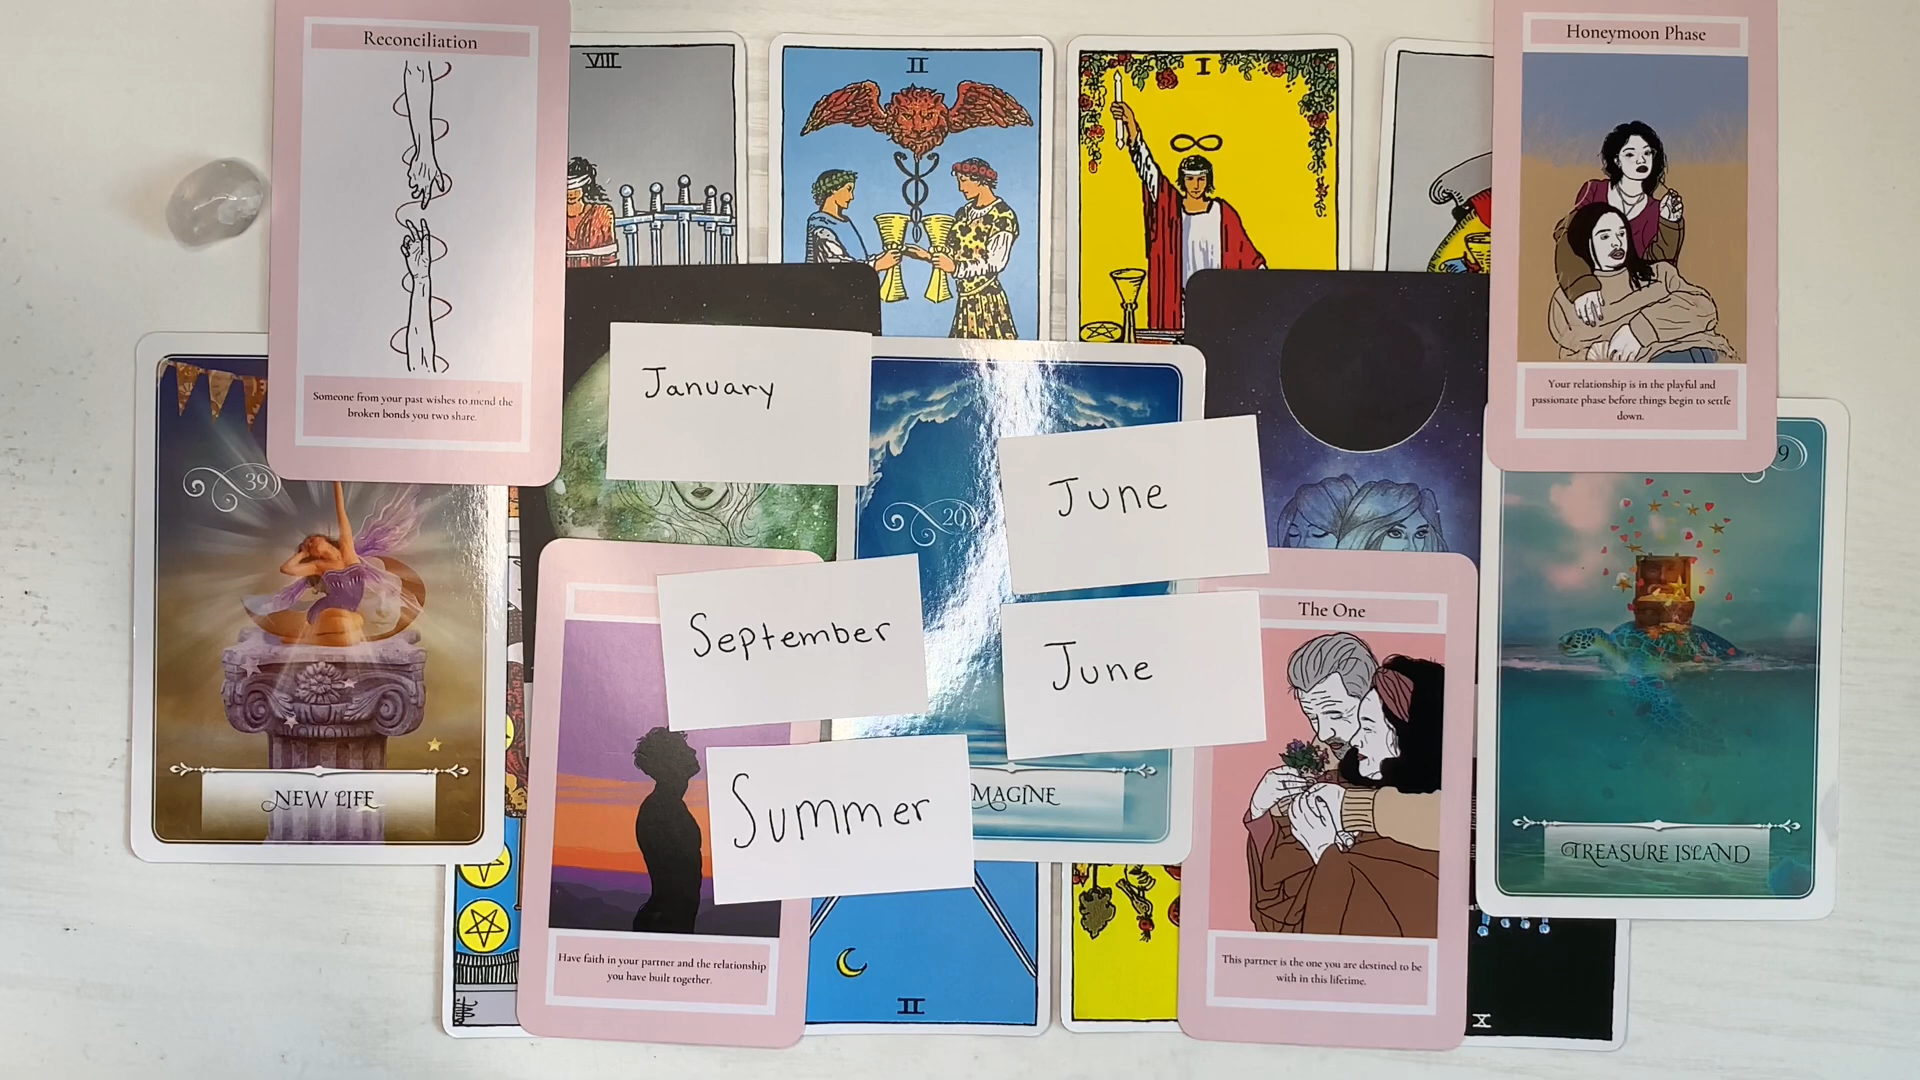 Reconciliation
Someone from your past wishes to mend the
broken bonds you two share.
VIII
II
I
Honeymoon Phase
Your relationship is in the playful and
passionate phase before things begin to settle
down.
39
NEW LIFE
January
20
June
September
June
Summer
MAGINE
Have faith in your partner and the relationship
you have built together.
The One
This partner is the one you are destined to be
with in this lifetime.
9
TREASURE ISLAND
II
X